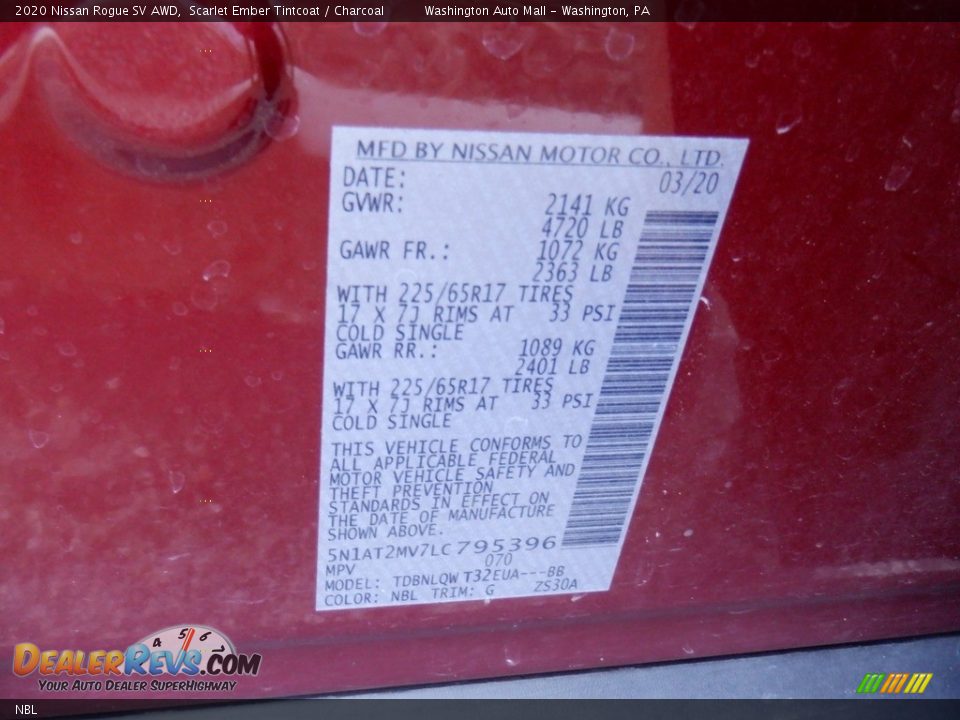 2020 Nissan Rogue SV AWD, Scarlet Ember Tintcoat / Charcoal Washington Auto Mall - Washington, PA
MFD BY NISSAN MOTOR CO., LTD.
DATE: 03/20
GVWR: 2141 KG
4720 LB
GAWR FR.: 1072 KG
2363 LB
WITH 225/65R17 TIRES
17 X 7J RIMS AT 33 PSI
COLD SINGLE
GAWR RR.: 1089 KG
2401 LB
WITH 225/65R17 TIRES
17 X 7J RIMS AT 33 PSI
COLD SINGLE
THIS VEHICLE CONFORMS TO
ALL APPLICABLE FEDERAL
MOTOR VEHICLE SAFETY AND
THEFT PREVENTION
STANDARDS IN EFFECT ON
THE DATE OF MANUFACTURE
SHOWN ABOVE.
5N1AT2MV7LC795396
MPV 070
MODEL: TDBNLQWT32EUA---BB
COLOR: NBL TRIM: G ZS30A
4 5 6
DEALERREVS.COM
YOUR AUTO DEALER SUPERHIGHWAY
NBL